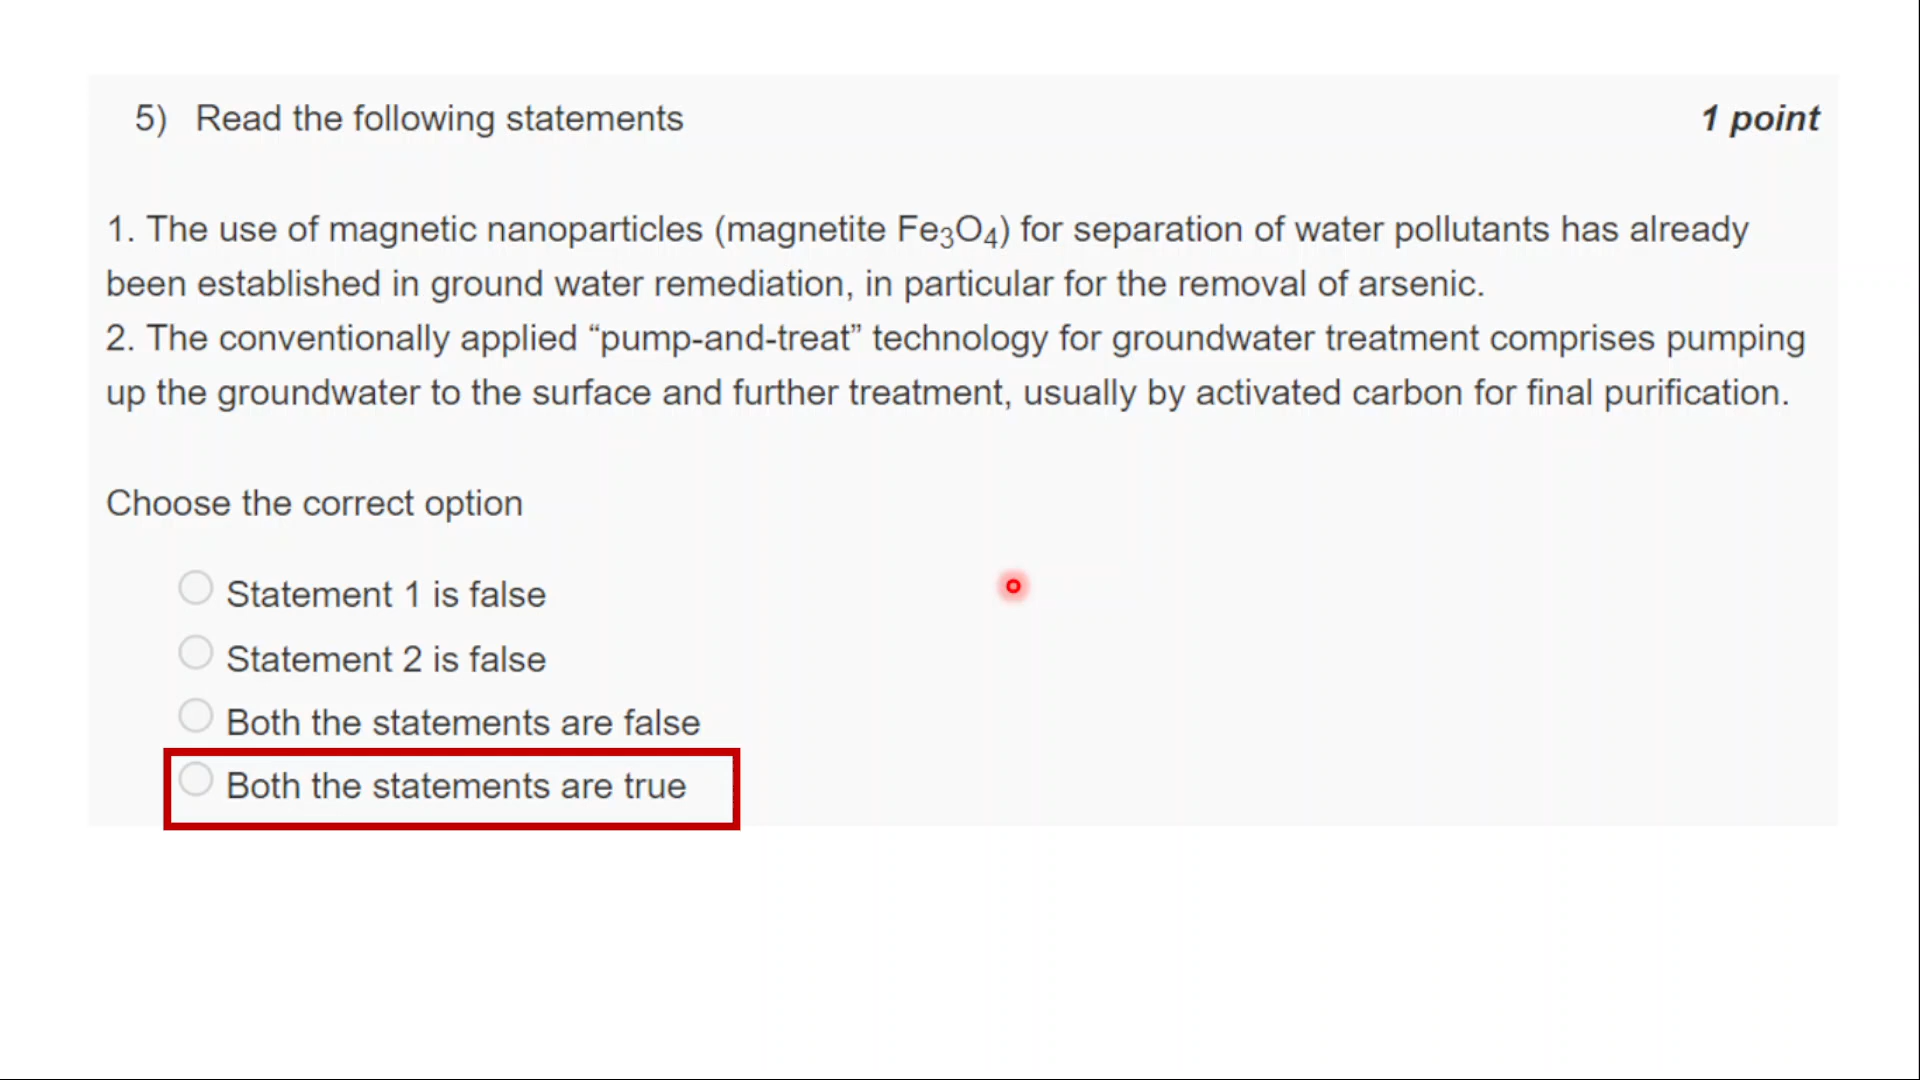 5) Read the following statements 1 point
1. The use of magnetic nanoparticles (magnetite Fe₃O₄) for separation of water pollutants has already
been established in ground water remediation, in particular for the removal of arsenic.
2. The conventionally applied “pump-and-treat” technology for groundwater treatment comprises pumping
up the groundwater to the surface and further treatment, usually by activated carbon for final purification.
Choose the correct option
Statement 1 is false
Statement 2 is false
Both the statements are false
Both the statements are true